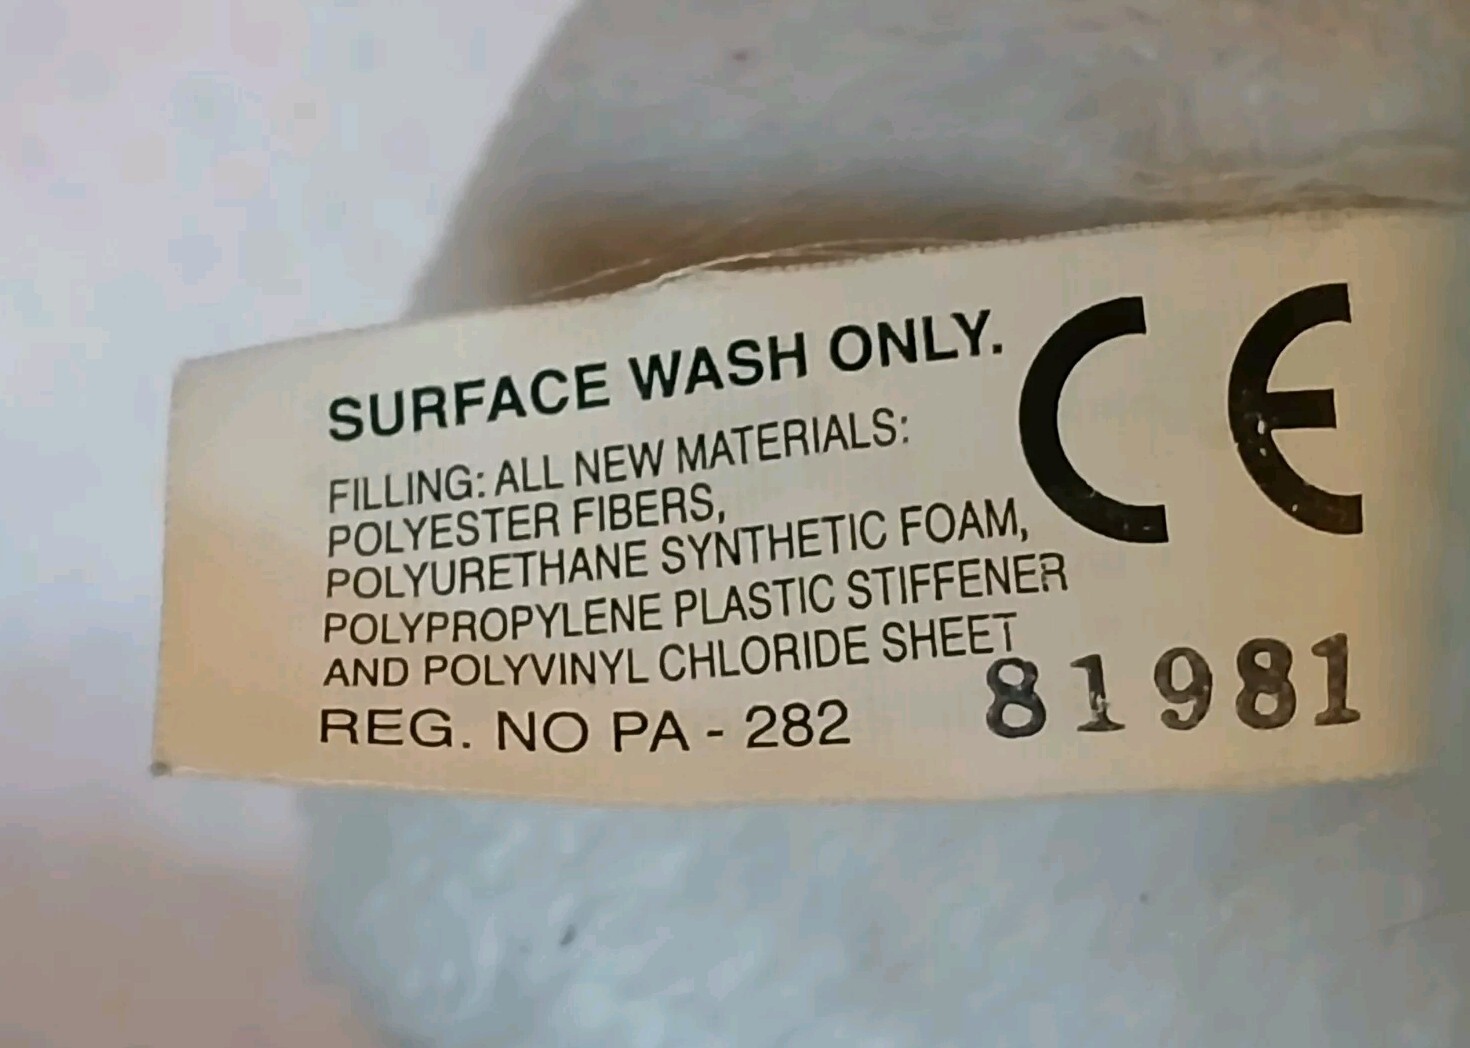 SURFACE WASH ONLY.
CE
FILLING: ALL NEW MATERIALS:
POLYESTER FIBERS,
POLYURETHANE SYNTHETIC FOAM,
POLYPROPYLENE PLASTIC STIFFENER
AND POLYVINYL CHLORIDE SHEET
REG. NO PA - 282
81981